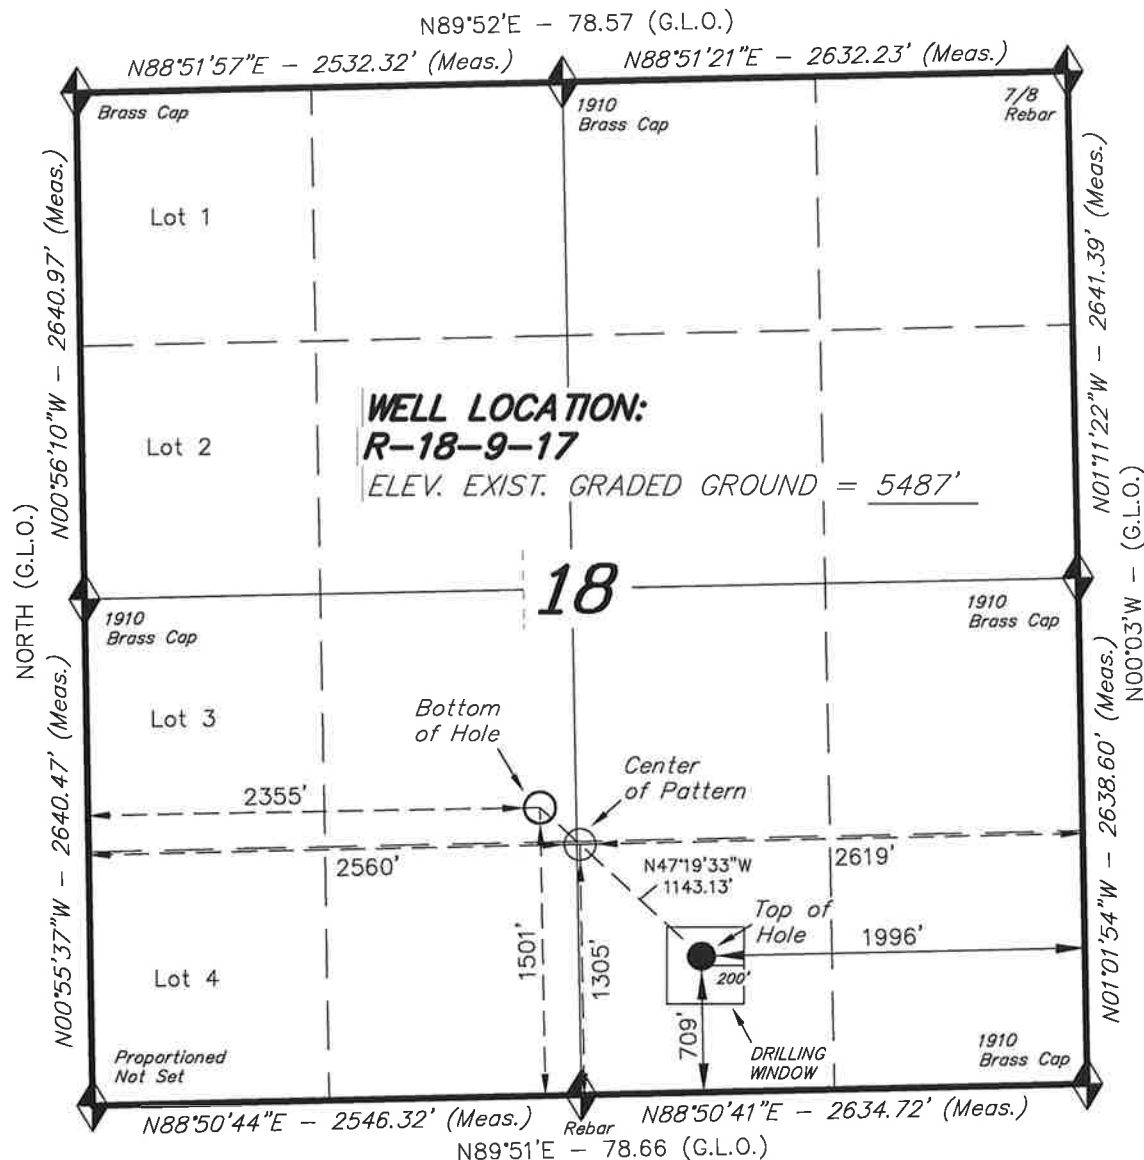 N89°52'E – 78.57 (G.L.O.)
N88°51'57"E – 2532.32' (Meas.)
N88°51'21"E – 2632.23' (Meas.)
Brass Cap
1910
Brass Cap
7/8
Rebar
N00°56'10"W – 2640.97' (Meas.)
N01°11'22"W – 2641.39' (Meas.)
Lot 1
WELL LOCATION:
R–18–9–17
ELEV. EXIST. GRADED GROUND = 5487'
Lot 2
NORTH (G.L.O.)
N00°03'W – (G.L.O.)
18
1910
Brass Cap
1910
Brass Cap
N00°55'37"W – 2640.47' (Meas.)
N01°01'54"W – 2638.60' (Meas.)
Lot 3
Bottom
of Hole
Center
of Pattern
2355'
2560'
2619'
N47°19'33"W
1143.13'
Top of
Hole
1996'
200'
1501'
1305'
709'
Lot 4
DRILLING
WINDOW
Proportioned
Not Set
1910
Brass Cap
N88°50'44"E – 2546.32' (Meas.)
Rebar
N88°50'41"E – 2634.72' (Meas.)
N89°51'E – 78.66 (G.L.O.)